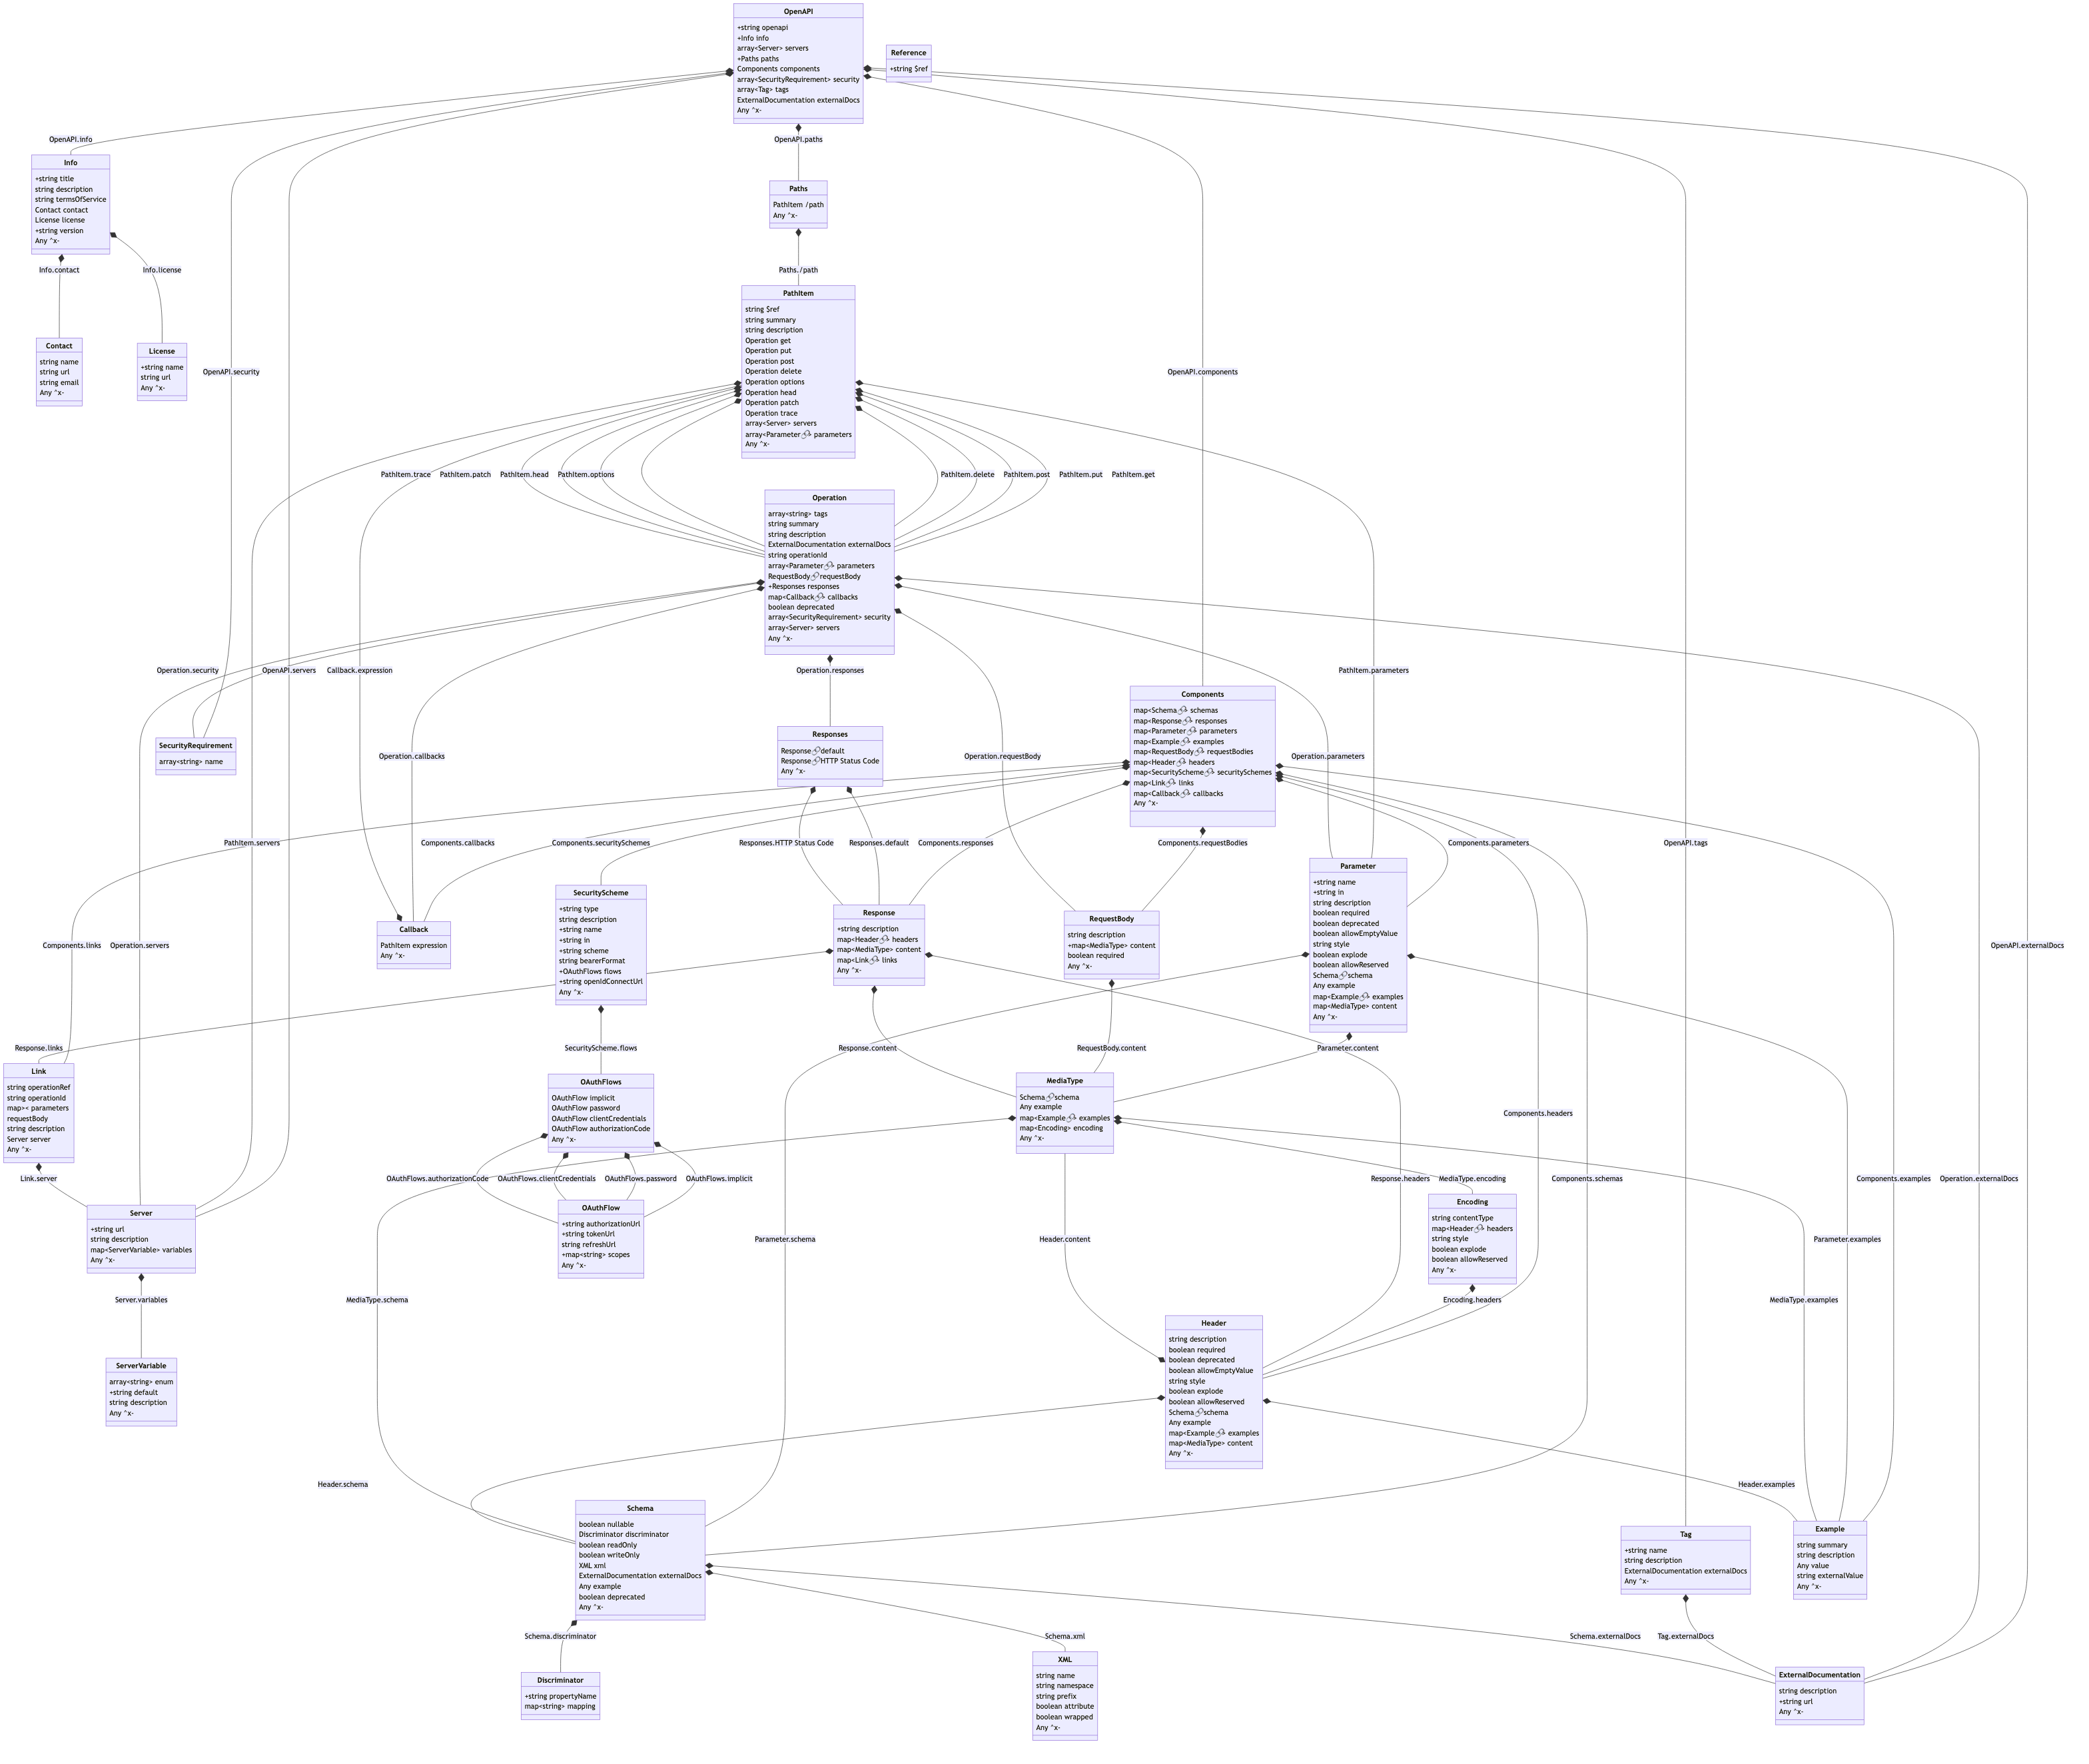 OpenAPI
+string openapi
+Info info
array<Server> servers
+Paths paths
Components components
array<SecurityRequirement> security
array<Tag> tags
ExternalDocumentation externalDocs
Any ^x-
Reference
+string $ref
OpenAPI.info
OpenAPI.paths
Info
+string title
string description
string termsOfService
Contact contact
License license
+string version
Any ^x-
Paths
PathItem /path
Any ^x-
Info.contact
Info.license
Paths./path
Contact
string name
string url
string email
Any ^x-
License
+string name
string url
Any ^x-
OpenAPI.security
PathItem
string $ref
string summary
string description
Operation get
Operation put
Operation post
Operation delete
Operation options
Operation head
Operation patch
Operation trace
array<Server> servers
array<Parameter🔗> parameters
Any ^x-
OpenAPI.components
PathItem.trace
PathItem.patch
PathItem.head
PathItem.options
PathItem.delete
PathItem.post
PathItem.put
PathItem.get
Operation
array<string> tags
string summary
string description
ExternalDocumentation externalDocs
string operationId
array<Parameter🔗> parameters
RequestBody🔗requestBody
+Responses responses
map<Callback🔗> callbacks
boolean deprecated
array<SecurityRequirement> security
array<Server> servers
Any ^x-
Operation.security
OpenAPI.servers
Callback.expression
Operation.responses
PathItem.parameters
SecurityRequirement
array<string> name
Operation.callbacks
Responses
Response🔗default
Response🔗HTTP Status Code
Any ^x-
Operation.requestBody
Components
map<Schema🔗> schemas
map<Response🔗> responses
map<Parameter🔗> parameters
map<Example🔗> examples
map<RequestBody🔗> requestBodies
map<Header🔗> headers
map<SecurityScheme🔗> securitySchemes
map<Link🔗> links
map<Callback🔗> callbacks
Any ^x-
Operation.parameters
PathItem.servers
Components.callbacks
Components.securitySchemes
Responses.HTTP Status Code
Responses.default
Components.responses
Components.requestBodies
Components.parameters
OpenAPI.tags
Components.links
Operation.servers
Callback
PathItem expression
Any ^x-
SecurityScheme
+string type
string description
+string name
+string in
+string scheme
string bearerFormat
+OAuthFlows flows
+string openIdConnectUrl
Any ^x-
Response
+string description
map<Header🔗> headers
map<MediaType> content
map<Link🔗> links
Any ^x-
RequestBody
string description
+map<MediaType> content
boolean required
Any ^x-
Parameter
+string name
+string in
string description
boolean required
boolean deprecated
boolean allowEmptyValue
string style
boolean explode
boolean allowReserved
Schema🔗schema
Any example
map<Example🔗> examples
map<MediaType> content
Any ^x-
OpenAPI.externalDocs
Response.links
SecurityScheme.flows
Response.content
RequestBody.content
Parameter.content
Link
string operationRef
string operationId
map>< parameters
requestBody
string description
Server server
Any ^x-
OAuthFlows
OAuthFlow implicit
OAuthFlow password
OAuthFlow clientCredentials
OAuthFlow authorizationCode
Any ^x-
MediaType
Schema🔗schema
Any example
map<Example🔗> examples
map<Encoding> encoding
Any ^x-
Components.headers
Link.server
OAuthFlows.authorizationCode
OAuthFlows.clientCredentials
OAuthFlows.password
OAuthFlows.implicit
Response.headers
MediaType.encoding
Components.schemas
Components.examples
Operation.externalDocs
Server
+string url
string description
map<ServerVariable> variables
Any ^x-
OAuthFlow
+string authorizationUrl
+string tokenUrl
string refreshUrl
+map<string> scopes
Any ^x-
Parameter.schema
Header.content
Encoding
string contentType
map<Header🔗> headers
string style
boolean explode
boolean allowReserved
Any ^x-
Parameter.examples
Server.variables
MediaType.schema
Encoding.headers
MediaType.examples
ServerVariable
array<string> enum
+string default
string description
Any ^x-
Header
string description
boolean required
boolean deprecated
boolean allowEmptyValue
string style
boolean explode
boolean allowReserved
Schema🔗schema
Any example
map<Example🔗> examples
map<MediaType> content
Any ^x-
Header.schema
Header.examples
Schema
boolean nullable
Discriminator discriminator
boolean readOnly
boolean writeOnly
XML xml
ExternalDocumentation externalDocs
Any example
boolean deprecated
Any ^x-
Tag
+string name
string description
ExternalDocumentation externalDocs
Any ^x-
Example
string summary
string description
Any value
string externalValue
Any ^x-
Schema.discriminator
Schema.xml
Schema.externalDocs
Tag.externalDocs
Discriminator
+string propertyName
map<string> mapping
XML
string name
string namespace
string prefix
boolean attribute
boolean wrapped
Any ^x-
ExternalDocumentation
string description
+string url
Any ^x-